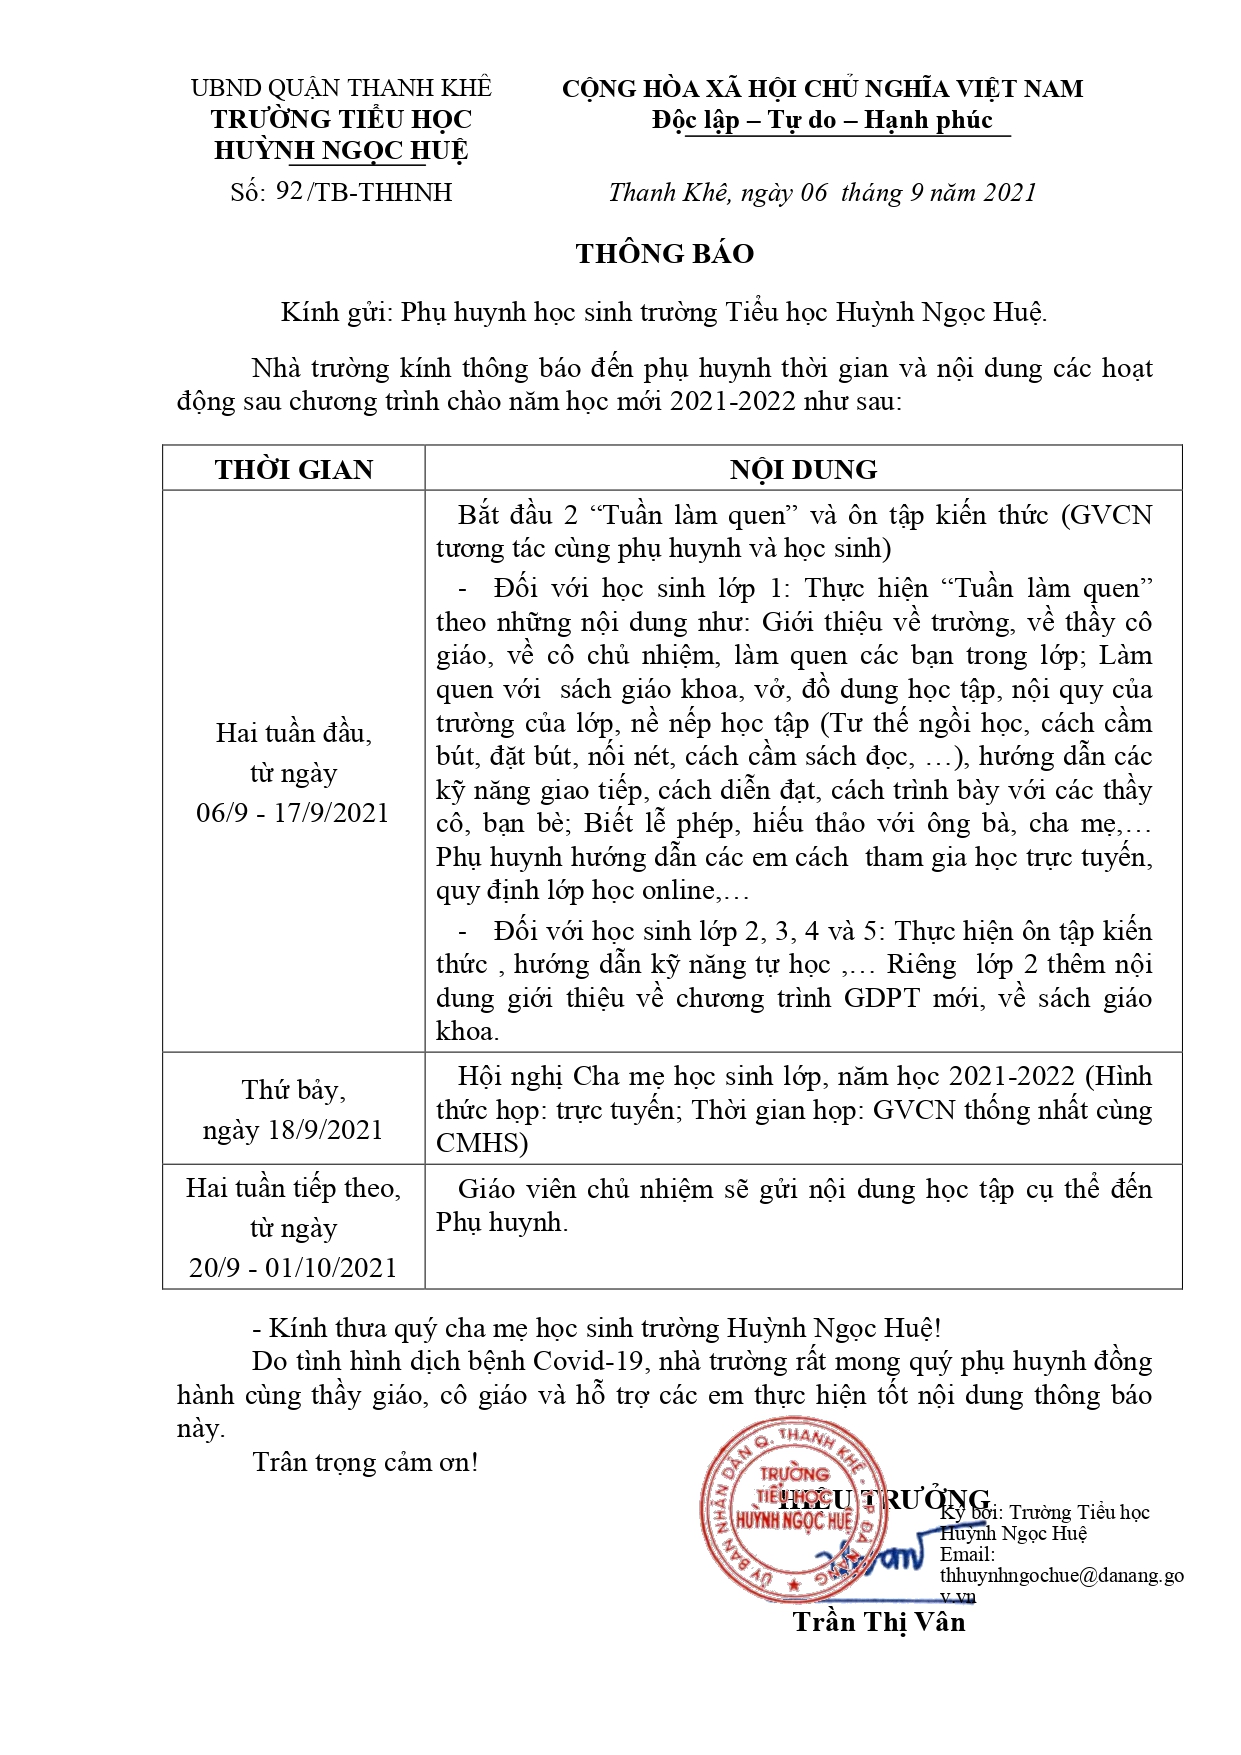 UBND QUẬN THANH KHÊ
TRƯỜNG TIỂU HỌC
HUỲNH NGỌC HUỆ
Số: 92/TB-THHNH
CỘNG HÒA XÃ HỘI CHỦ NGHĨA VIỆT NAM
Độc lập – Tự do – Hạnh phúc
Thanh Khê, ngày 06 tháng 9 năm 2021
THÔNG BÁO
Kính gửi: Phụ huynh học sinh trường Tiểu học Huỳnh Ngọc Huệ.
Nhà trường kính thông báo đến phụ huynh thời gian và nội dung các hoạt
động sau chương trình chào năm học mới 2021-2022 như sau:
THỜI GIAN
NỘI DUNG
Hai tuần đầu,
từ ngày
06/9 - 17/9/2021
Bắt đầu 2 “Tuần làm quen” và ôn tập kiến thức (GVCN
tương tác cùng phụ huynh và học sinh)
- Đối với học sinh lớp 1: Thực hiện “Tuần làm quen”
theo những nội dung như: Giới thiệu về trường, về thầy cô
giáo, về cô chủ nhiệm, làm quen các bạn trong lớp; Làm
quen với sách giáo khoa, vở, đồ dung học tập, nội quy của
trường của lớp, nề nếp học tập (Tư thế ngồi học, cách cầm
bút, đặt bút, nối nét, cách cầm sách đọc, …), hướng dẫn các
kỹ năng giao tiếp, cách diễn đạt, cách trình bày với các thầy
cô, bạn bè; Biết lễ phép, hiếu thảo với ông bà, cha mẹ,…
Phụ huynh hướng dẫn các em cách tham gia học trực tuyến,
quy định lớp học online,…
- Đối với học sinh lớp 2, 3, 4 và 5: Thực hiện ôn tập kiến
thức , hướng dẫn kỹ năng tự học ,… Riêng lớp 2 thêm nội
dung giới thiệu về chương trình GDPT mới, về sách giáo
khoa.
Thứ bảy,
ngày 18/9/2021
Hội nghị Cha mẹ học sinh lớp, năm học 2021-2022 (Hình
thức họp: trực tuyến; Thời gian họp: GVCN thống nhất cùng
CMHS)
Hai tuần tiếp theo,
từ ngày
20/9 - 01/10/2021
Giáo viên chủ nhiệm sẽ gửi nội dung học tập cụ thể đến
Phụ huynh.
- Kính thưa quý cha mẹ học sinh trường Huỳnh Ngọc Huệ!
Do tình hình dịch bệnh Covid-19, nhà trường rất mong quý phụ huynh đồng
hành cùng thầy giáo, cô giáo và hỗ trợ các em thực hiện tốt nội dung thông báo
này.
Trân trọng cảm ơn!
HIỆU TRƯỞNG
ỦY BAN NHÂN DÂN Q. THANH KHÊ - T.P ĐÀ NẴNG
TRƯỜNG
TIỂU HỌC
HUỲNH NGỌC HUỆ
Ký bởi: Trường Tiểu học
Huỳnh Ngọc Huệ
Email:
thhuynhngochue@danang.go
v.vn
Trần Thị Vân